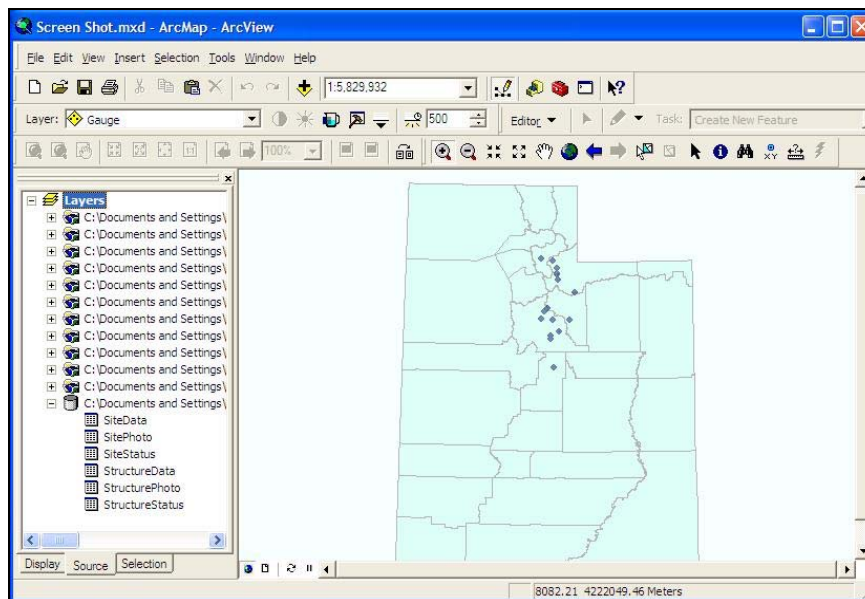 Screen Shot.mxd - ArcMap - ArcView
File Edit View Insert Selection Tools Window Help
1:5,829,932
Layer: Gauge 500 Editor Task: Create New Feature
100%
Layers
C:\Documents and Settings\
C:\Documents and Settings\
C:\Documents and Settings\
C:\Documents and Settings\
C:\Documents and Settings\
C:\Documents and Settings\
C:\Documents and Settings\
C:\Documents and Settings\
C:\Documents and Settings\
C:\Documents and Settings\
C:\Documents and Settings\
C:\Documents and Settings\
SiteData
SitePhoto
SiteStatus
StructureData
StructurePhoto
StructureStatus
Display Source Selection
8082.21 4222049.46 Meters